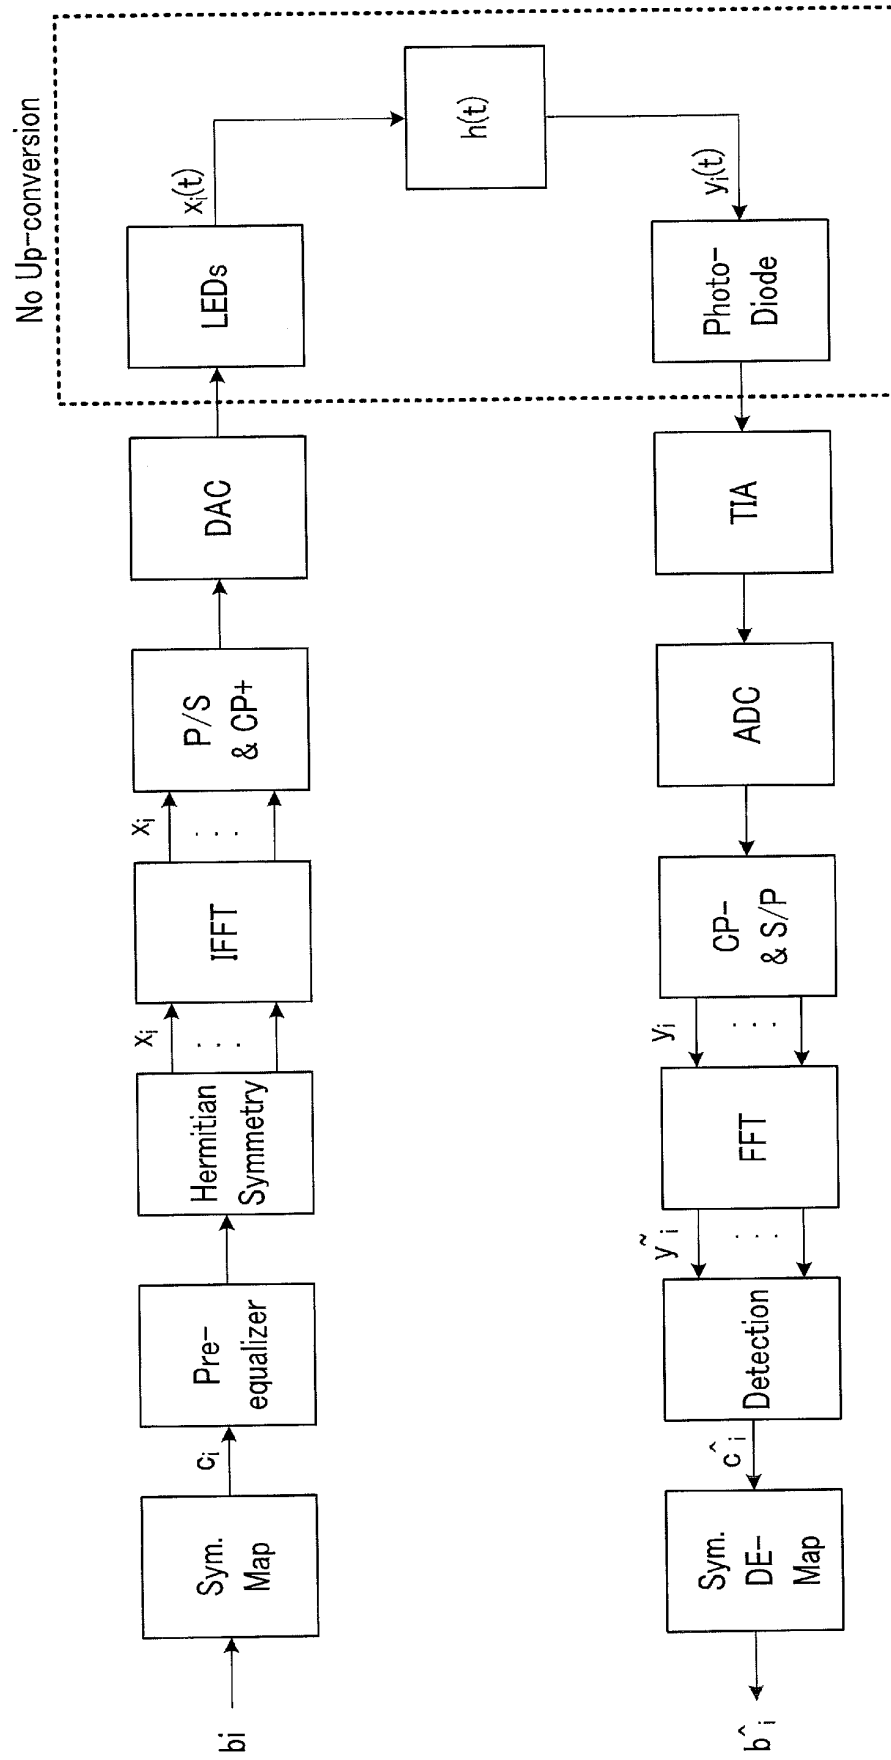 No Up-conversion
bi
Sym.
Map
cᵢ
Pre-
equalizer
Hermitian
Symmetry
xᵢ
. . .
IFFT
xᵢ
. . .
P/S
& CP+
DAC
LEDs
xᵢ(t)
h(t)
yᵢ(t)
Photo-
Diode
TIA
ADC
CP-
& S/P
yᵢ
. . .
FFT
ỹᵢ
. . .
Detection
ĉᵢ
Sym.
DE-
Map
b̂ᵢ